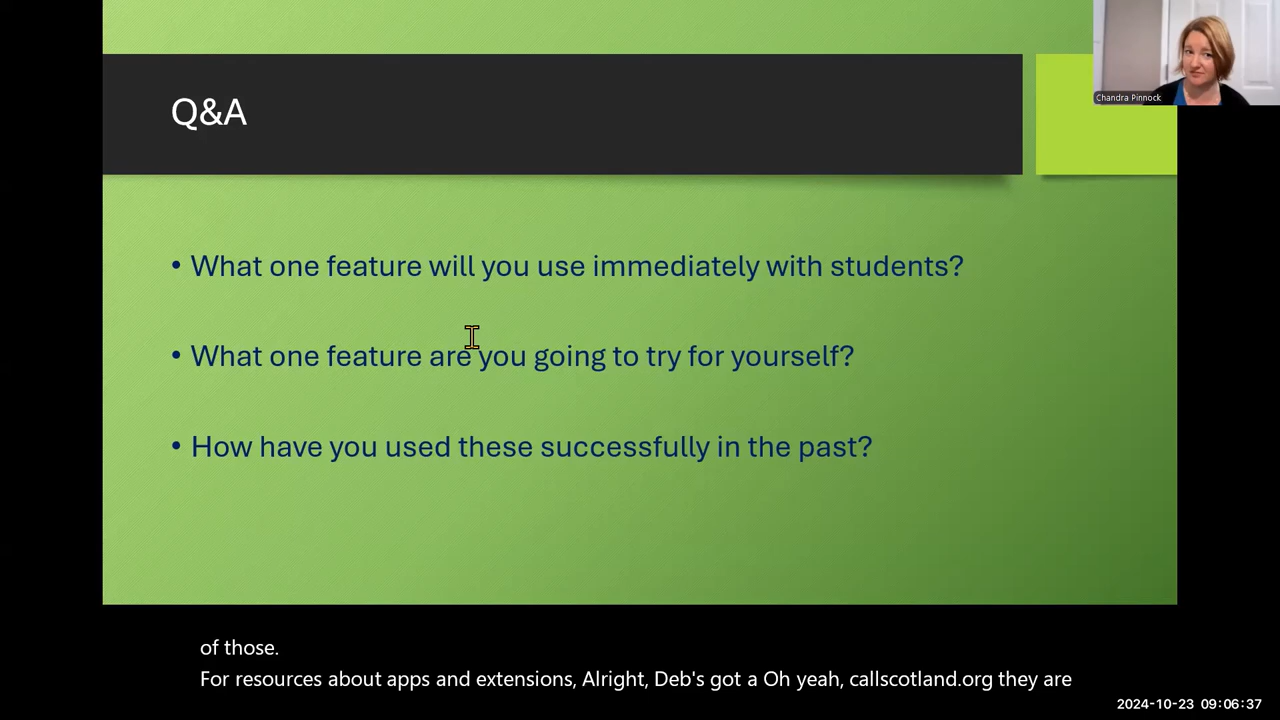 Q&A
Chandra Pinnock
• What one feature will you use immediately with students?
• What one feature are you going to try for yourself?
• How have you used these successfully in the past?
of those.
For resources about apps and extensions, Alright, Deb's got a Oh yeah, callscotland.org they are
2024-10-23 09:06:37